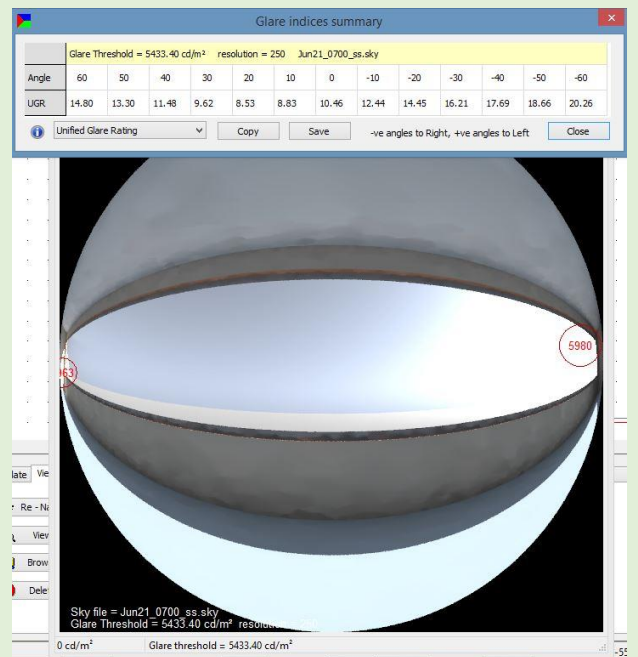 Glare indices summary
Glare Threshold = 5433.40 cd/m² resolution = 250 Jun21_0700_ss.sky
Angle 60 50 40 30 20 10 0 -10 -20 -30 -40 -50 -60
UGR 14.80 13.30 11.48 9.62 8.53 8.83 10.46 12.44 14.45 16.21 17.69 18.66 20.26
Unified Glare Rating Copy Save -ve angles to Right, +ve angles to Left Close
5980
63
late Vie
Re - Na
View
Brow
Dele
Sky file = Jun21_0700_ss.sky
Glare Threshold = 5433.40 cd/m²
0 cd/m² Glare threshold = 5433.40 cd/m²
-55